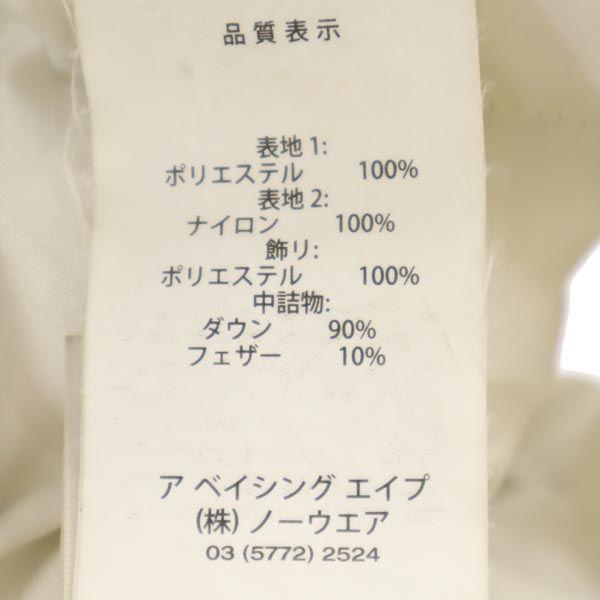 品質表示
表地 1:
ポリエステル 100%
表地 2:
ナイロン 100%
飾り:
ポリエステル 100%
中詰物:
ダウン 90%
フェザー 10%
ア ベイシング エイプ
(株) ノーウエア
03 (5772) 2524